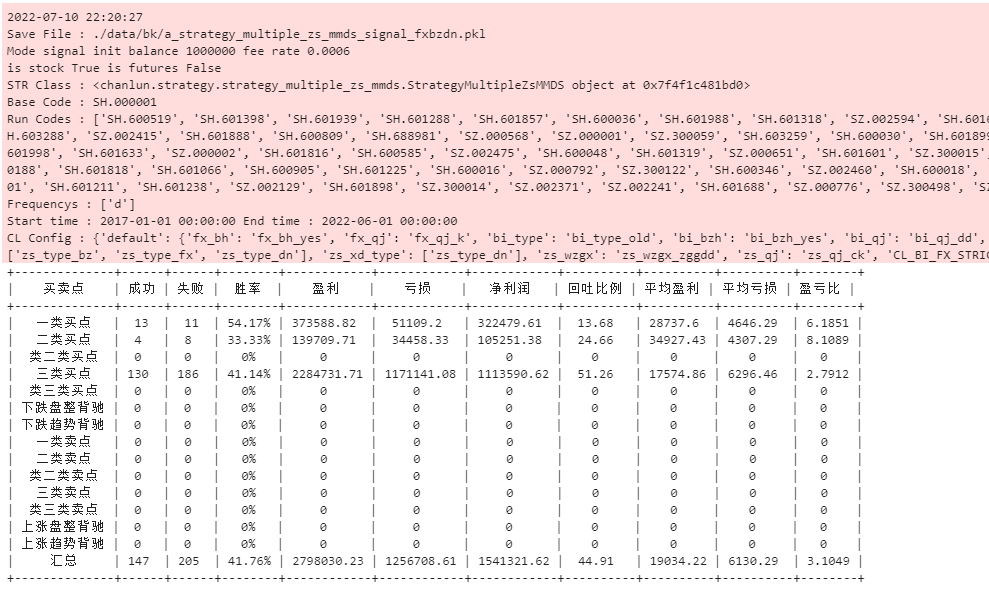 2022-07-10 22:20:27
Save File : ./data/bk/a_strategy_multiple_zs_mmds_signal_fxbzdn.pkl
Mode signal init balance 1000000 fee rate 0.0006
is stock True is futures False
STR Class : <chanlun.strategy.strategy_multiple_zs_mmds.StrategyMultipleZsMMDS object at 0x7f4f1c481bd0>
Base Code : SH.000001
Run Codes : ['SH.600519', 'SH.601398', 'SH.601939', 'SH.601288', 'SH.601857', 'SH.600036', 'SH.601988', 'SH.601318', 'SZ.002594', 'SH.6016
H.603288', 'SZ.002415', 'SH.601888', 'SH.600809', 'SH.688981', 'SZ.000568', 'SZ.000001', 'SZ.300059', 'SH.603259', 'SH.600030', 'SH.601899
601998', 'SH.601633', 'SZ.000002', 'SH.601816', 'SH.600585', 'SZ.002475', 'SH.600048', 'SH.601319', 'SZ.000651', 'SH.601601', 'SZ.300015',
0188', 'SH.601818', 'SH.601066', 'SH.600905', 'SH.601225', 'SH.600016', 'SZ.000792', 'SZ.300122', 'SH.600346', 'SZ.002460', 'SH.600018', '
01', 'SH.601211', 'SH.601238', 'SZ.002129', 'SH.601898', 'SZ.300014', 'SZ.002371', 'SZ.002241', 'SH.601688', 'SZ.000776', 'SZ.300498', 'SZ
Frequencys : ['d']
Start time : 2017-01-01 00:00:00 End time : 2022-06-01 00:00:00
CL Config : {'default': {'fx_bh': 'fx_bh_yes', 'fx_qj': 'fx_qj_k', 'bi_type': 'bi_type_old', 'bi_bzh': 'bi_bzh_yes', 'bi_qj': 'bi_qj_dd',
['zs_type_bz', 'zs_type_fx', 'zs_type_dn'], 'zs_xd_type': ['zs_type_dn'], 'zs_wzgx': 'zs_wzgx_zggdd', 'zs_qj': 'zs_qj_ck', 'CL_BI_FX_STRIC
| 买卖点 | 成功 | 失败 | 胜率 | 盈利 | 亏损 | 净利润 | 回吐比例 | 平均盈利 | 平均亏损 | 盈亏比 |
| 一类买点 | 13 | 11 | 54.17% | 373588.82 | 51109.2 | 322479.61 | 13.68 | 28737.6 | 4646.29 | 6.1851 |
| 二类买点 | 4 | 8 | 33.33% | 139709.71 | 34458.33 | 105251.38 | 24.66 | 34927.43 | 4307.29 | 8.1089 |
| 类二类买点 | 0 | 0 | 0% | 0 | 0 | 0 | 0 | 0 | 0 | 0 |
| 三类买点 | 130 | 186 | 41.14% | 2284731.71 | 1171141.08 | 1113590.62 | 51.26 | 17574.86 | 6296.46 | 2.7912 |
| 类三类买点 | 0 | 0 | 0% | 0 | 0 | 0 | 0 | 0 | 0 | 0 |
| 下跌盘整背驰 | 0 | 0 | 0% | 0 | 0 | 0 | 0 | 0 | 0 | 0 |
| 下跌趋势背驰 | 0 | 0 | 0% | 0 | 0 | 0 | 0 | 0 | 0 | 0 |
| 一类卖点 | 0 | 0 | 0% | 0 | 0 | 0 | 0 | 0 | 0 | 0 |
| 二类卖点 | 0 | 0 | 0% | 0 | 0 | 0 | 0 | 0 | 0 | 0 |
| 类二类卖点 | 0 | 0 | 0% | 0 | 0 | 0 | 0 | 0 | 0 | 0 |
| 三类卖点 | 0 | 0 | 0% | 0 | 0 | 0 | 0 | 0 | 0 | 0 |
| 类三类卖点 | 0 | 0 | 0% | 0 | 0 | 0 | 0 | 0 | 0 | 0 |
| 上涨盘整背驰 | 0 | 0 | 0% | 0 | 0 | 0 | 0 | 0 | 0 | 0 |
| 上涨趋势背驰 | 0 | 0 | 0% | 0 | 0 | 0 | 0 | 0 | 0 | 0 |
| 汇总 | 147 | 205 | 41.76% | 2798030.23 | 1256708.61 | 1541321.62 | 44.91 | 19034.22 | 6130.29 | 3.1049 |